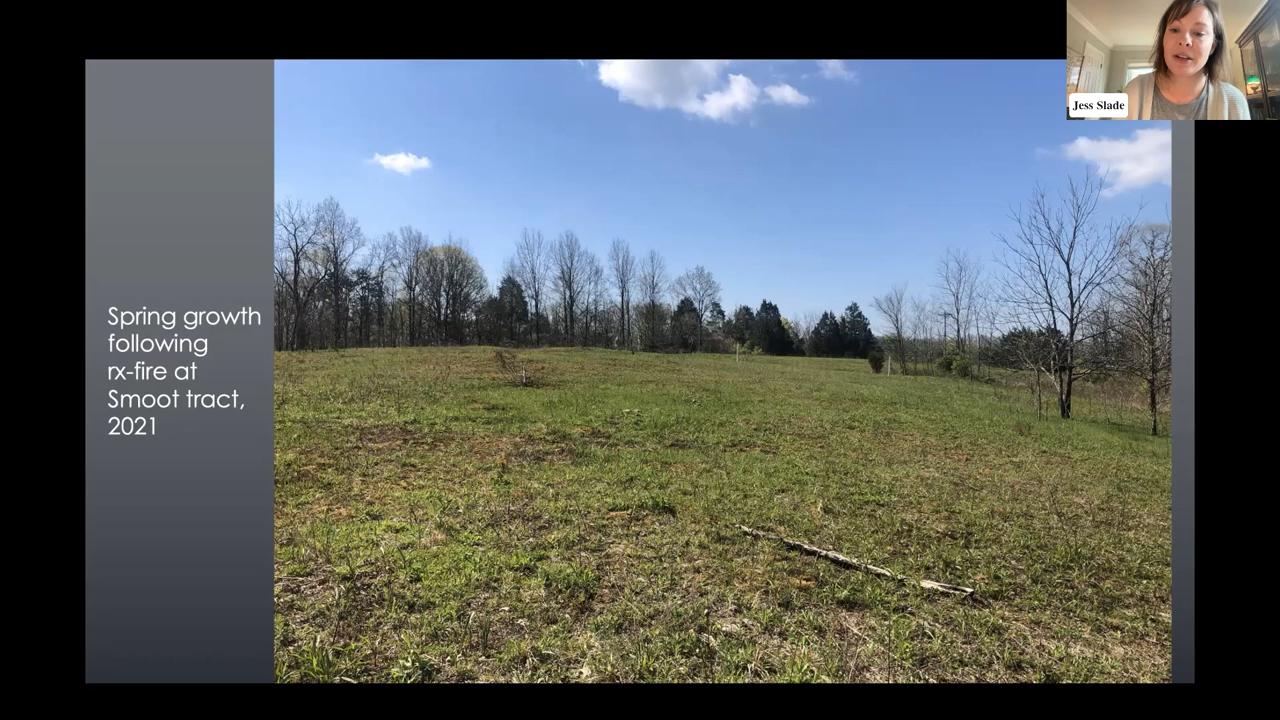 Jess Slade
Spring growth
following
rx-fire at
Smoot tract,
2021